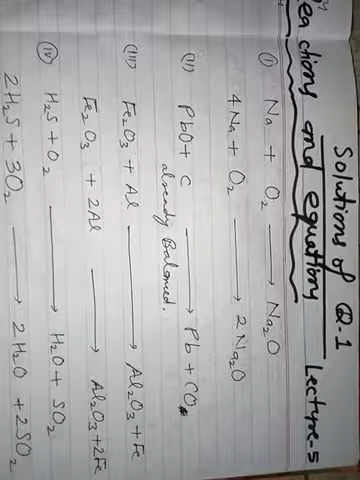 Solutions of Q.1
Reactions and equations Lecture-5
(i) Na + O₂ ⟶ Na₂O
4Na + O₂ ⟶ 2Na₂O
(ii) PbO + C ⟶ Pb + CO
already Balanced.
(iii) Fe₂O₃ + Al ⟶ Al₂O₃ + Fe
Fe₂O₃ + 2Al ⟶ Al₂O₃ + 2Fe
(iv) H₂S + O₂ ⟶ H₂O + SO₂
2H₂S + 3O₂ ⟶ 2H₂O + 2SO₂